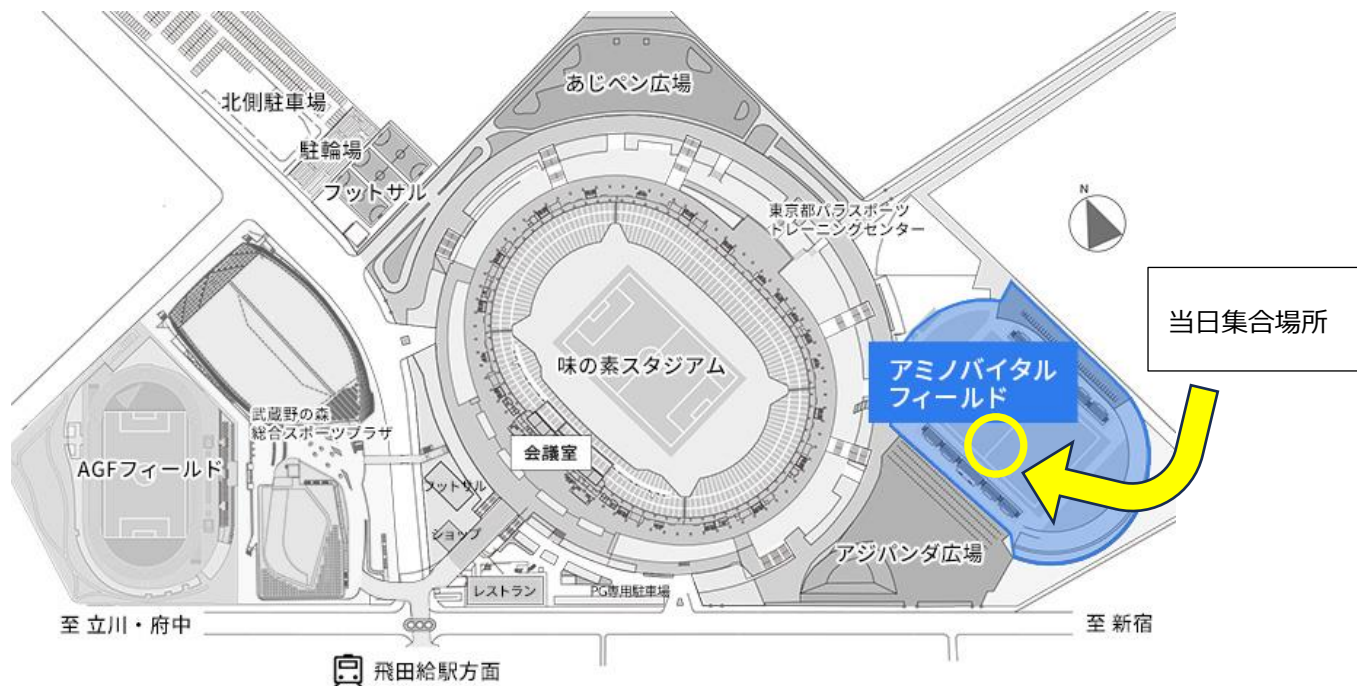 あじペン広場
北側駐車場
駐輪場
フットサル
東京都パラスポーツ
トレーニングセンター
N
当日集合場所
味の素スタジアム
アミノバイタル
フィールド
武蔵野の森
総合スポーツプラザ
AGFフィールド
会議室
フットサル
ショップ
アジパンダ広場
レストラン
PG専用駐車場
至 立川・府中
至 新宿
飛田給駅方面